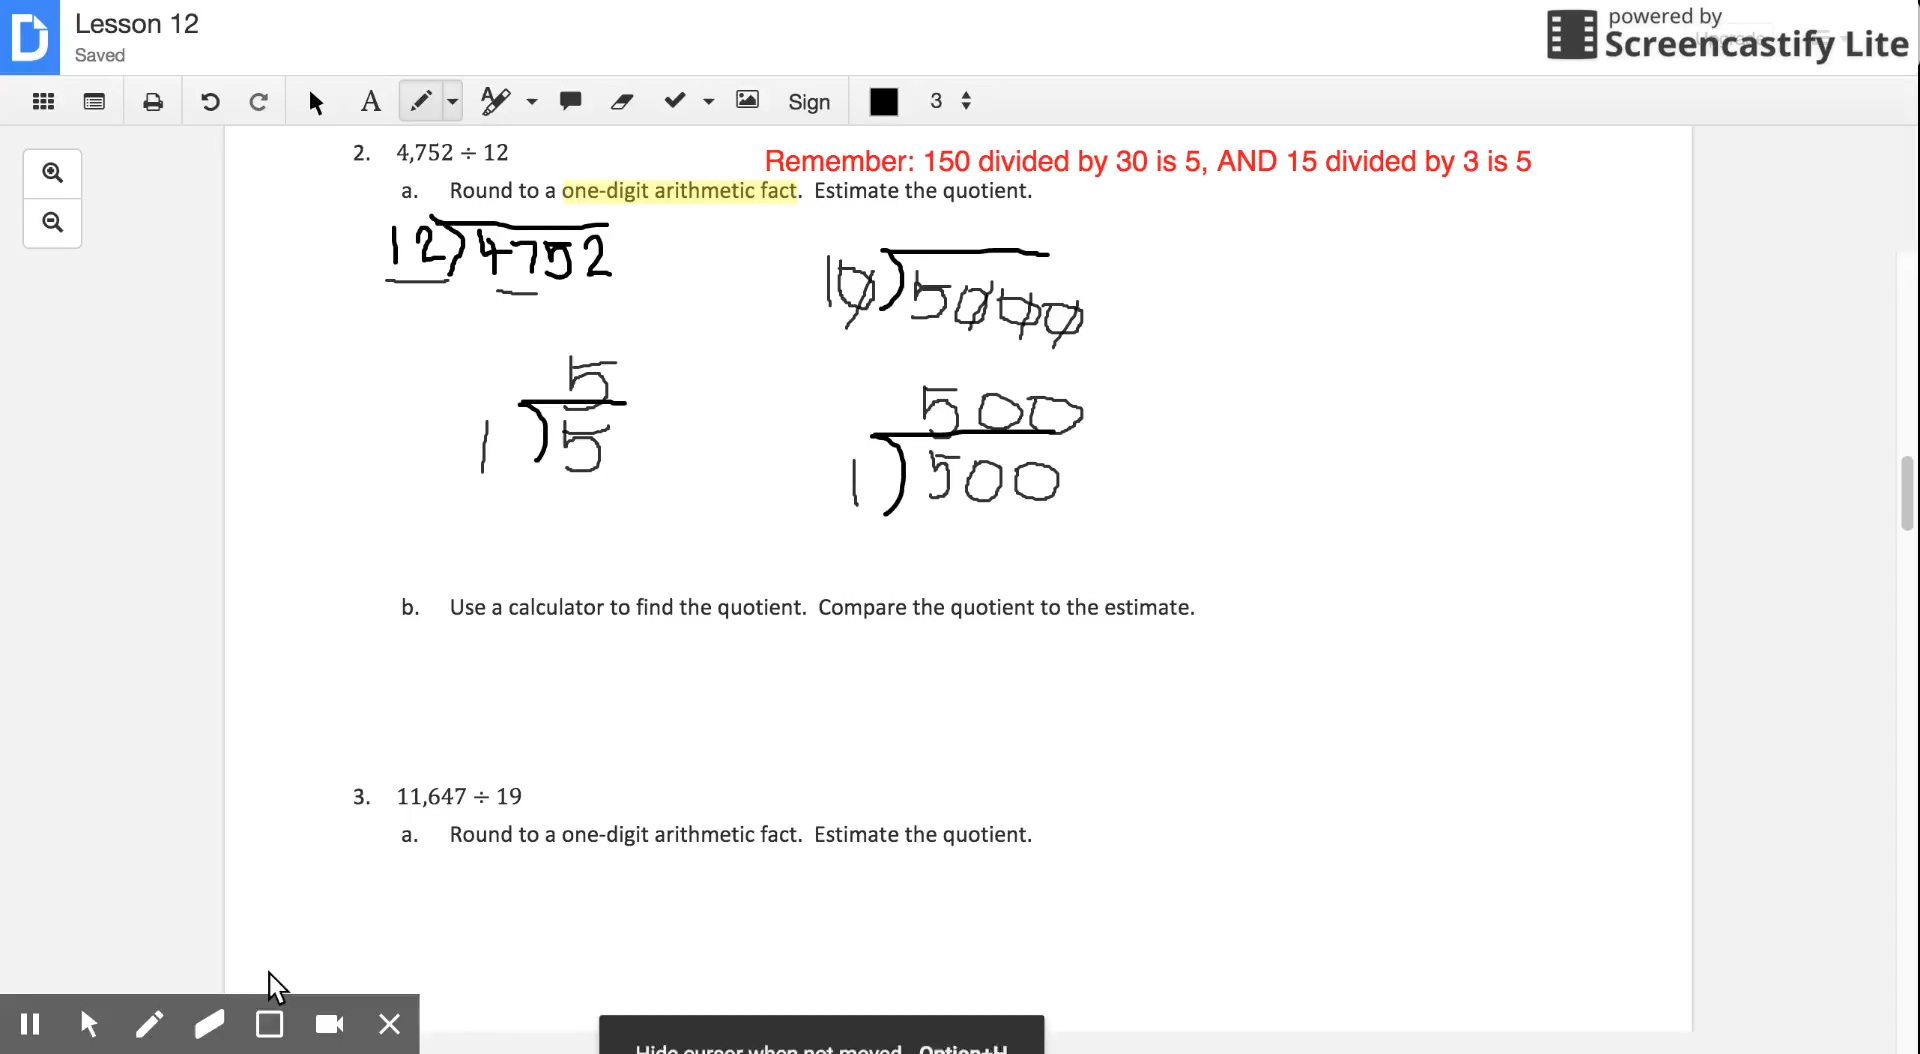 Lesson 12
Saved
powered by
Screencastify Lite
A
Sign
3
2. 4,752 ÷ 12
Remember: 150 divided by 30 is 5, AND 15 divided by 3 is 5
a. Round to a one-digit arithmetic fact. Estimate the quotient.
12 4752
10 5000
5
1 5
500
1 500
b. Use a calculator to find the quotient. Compare the quotient to the estimate.
3. 11,647 ÷ 19
a. Round to a one-digit arithmetic fact. Estimate the quotient.
Hide cursor when not moved Option+H